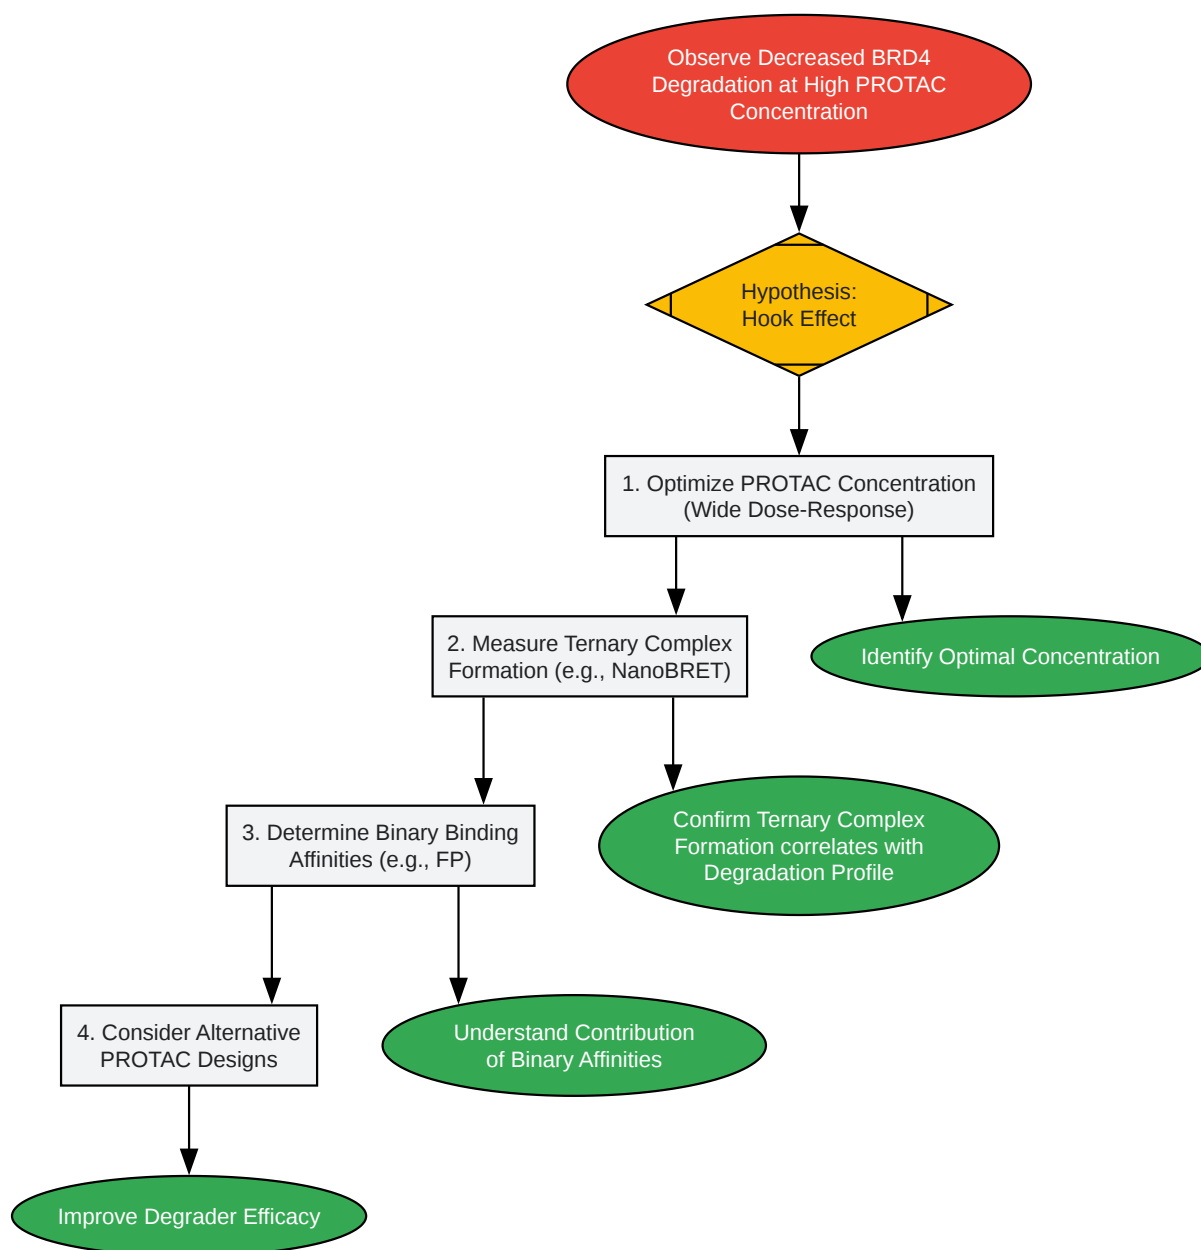 Observe Decreased BRD4
Degradation at High PROTAC
Concentration
Hypothesis:
Hook Effect
1. Optimize PROTAC Concentration
(Wide Dose-Response)
2. Measure Ternary Complex
Formation (e.g., NanoBRET)
Identify Optimal Concentration
3. Determine Binary Binding
Affinities (e.g., FP)
Confirm Ternary Complex
Formation correlates with
Degradation Profile
4. Consider Alternative
PROTAC Designs
Understand Contribution
of Binary Affinities
Improve Degrader Efficacy